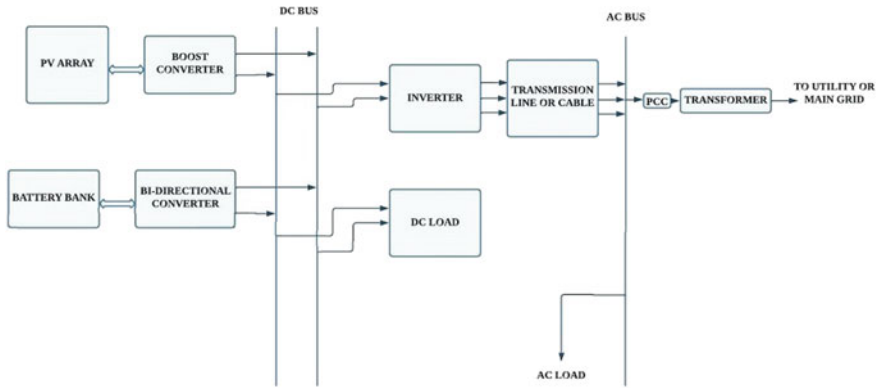 DC BUS
AC BUS
PV ARRAY
BOOST
CONVERTER
INVERTER
TRANSMISSION
LINE OR CABLE
PCC
TRANSFORMER
TO UTILITY OR
MAIN GRID
BATTERY BANK
BI-DIRECTIONAL
CONVERTER
DC LOAD
AC LOAD